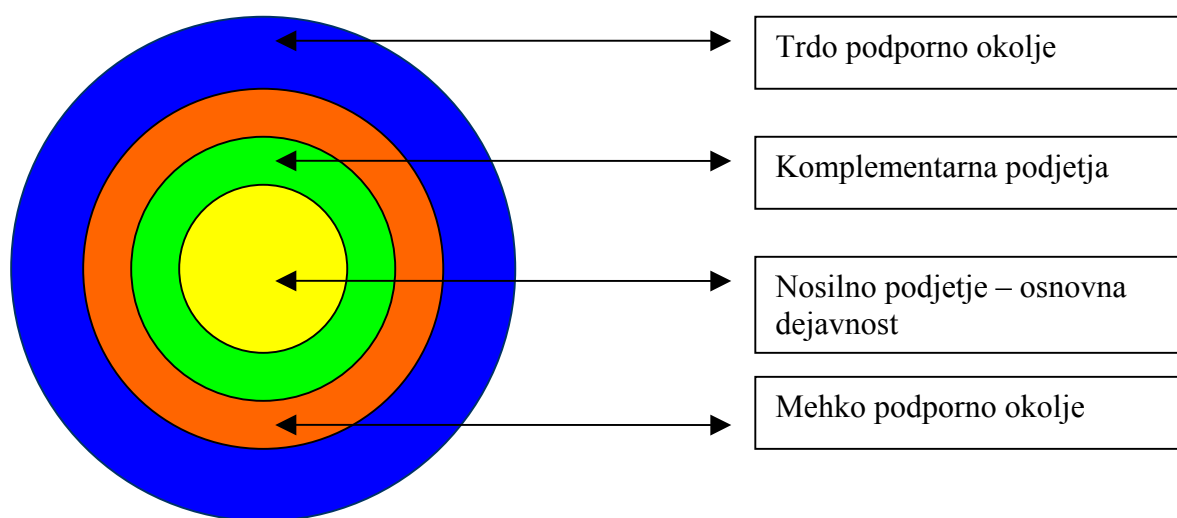 Trdo podporno okolje
Komplementarna podjetja
Nosilno podjetje – osnovna
dejavnost
Mehko podporno okolje